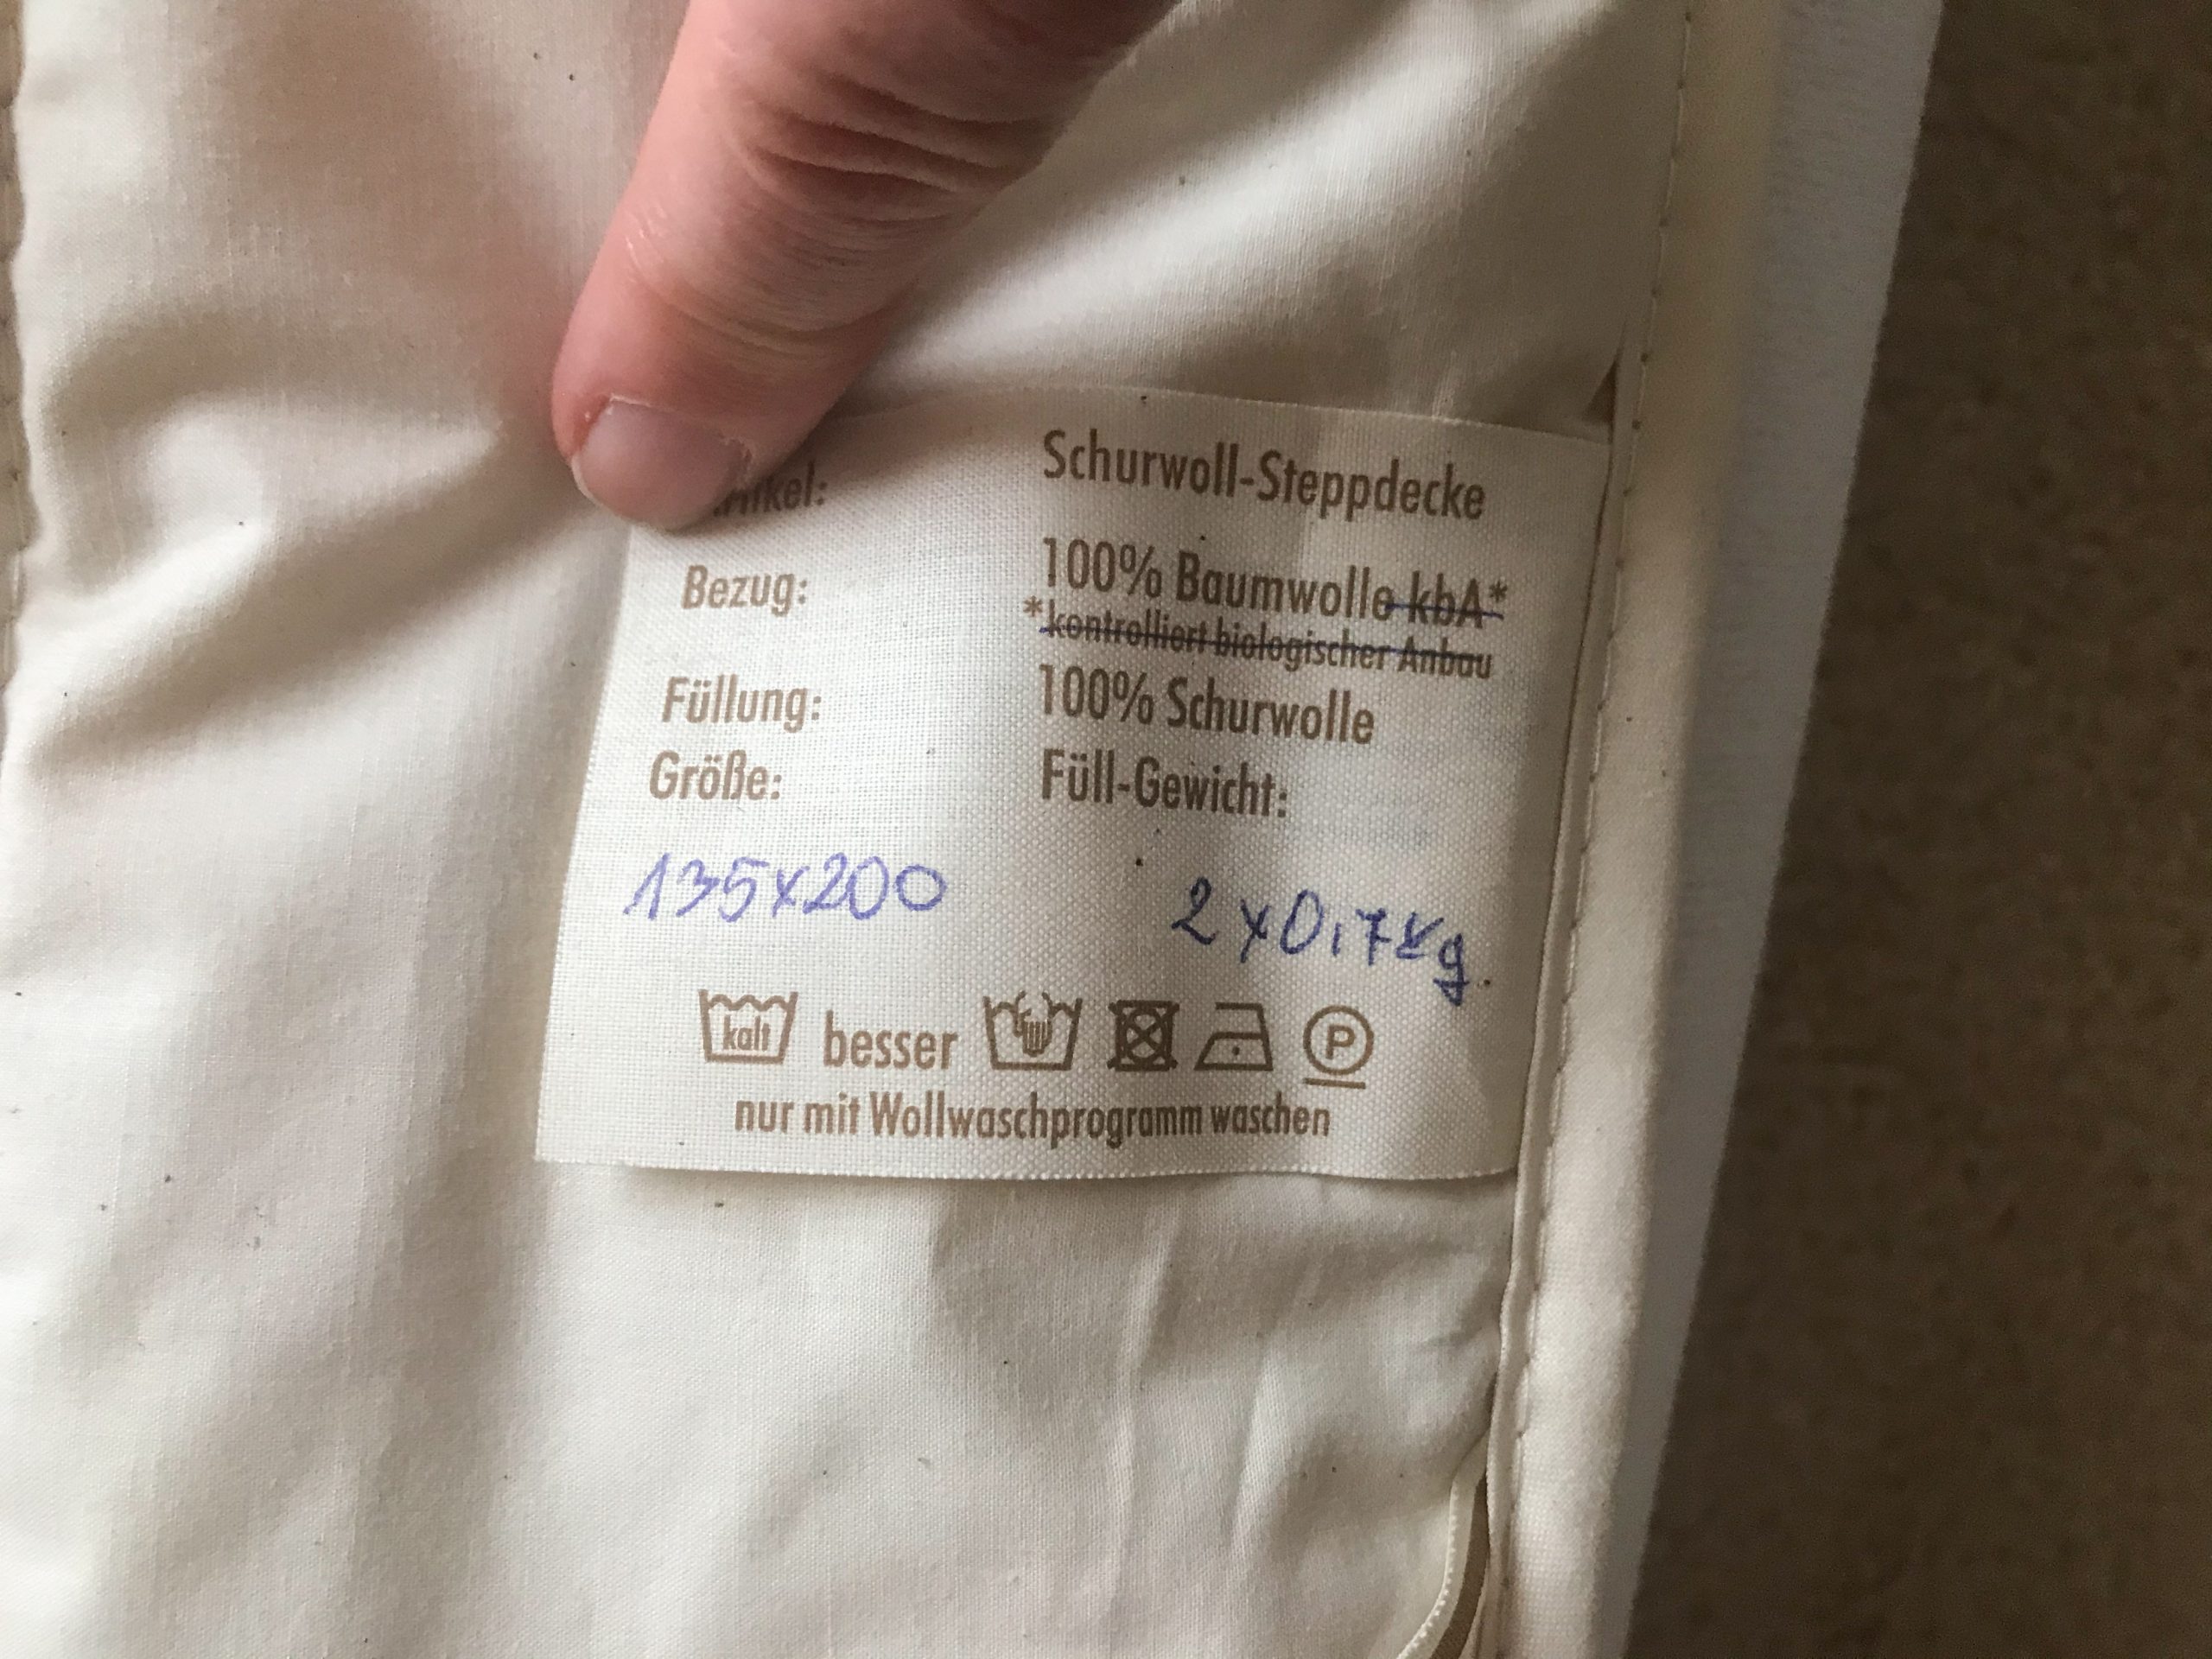 Schurwoll-Steppdecke
Bezug: 100% Baumwolle kbA*
*kontrolliert biologischer Anbau
Füllung: 100% Schurwolle
Größe: Füll-Gewicht:
135x200 2x0,7kg.
kalt besser P
nur mit Wollwaschprogramm waschen